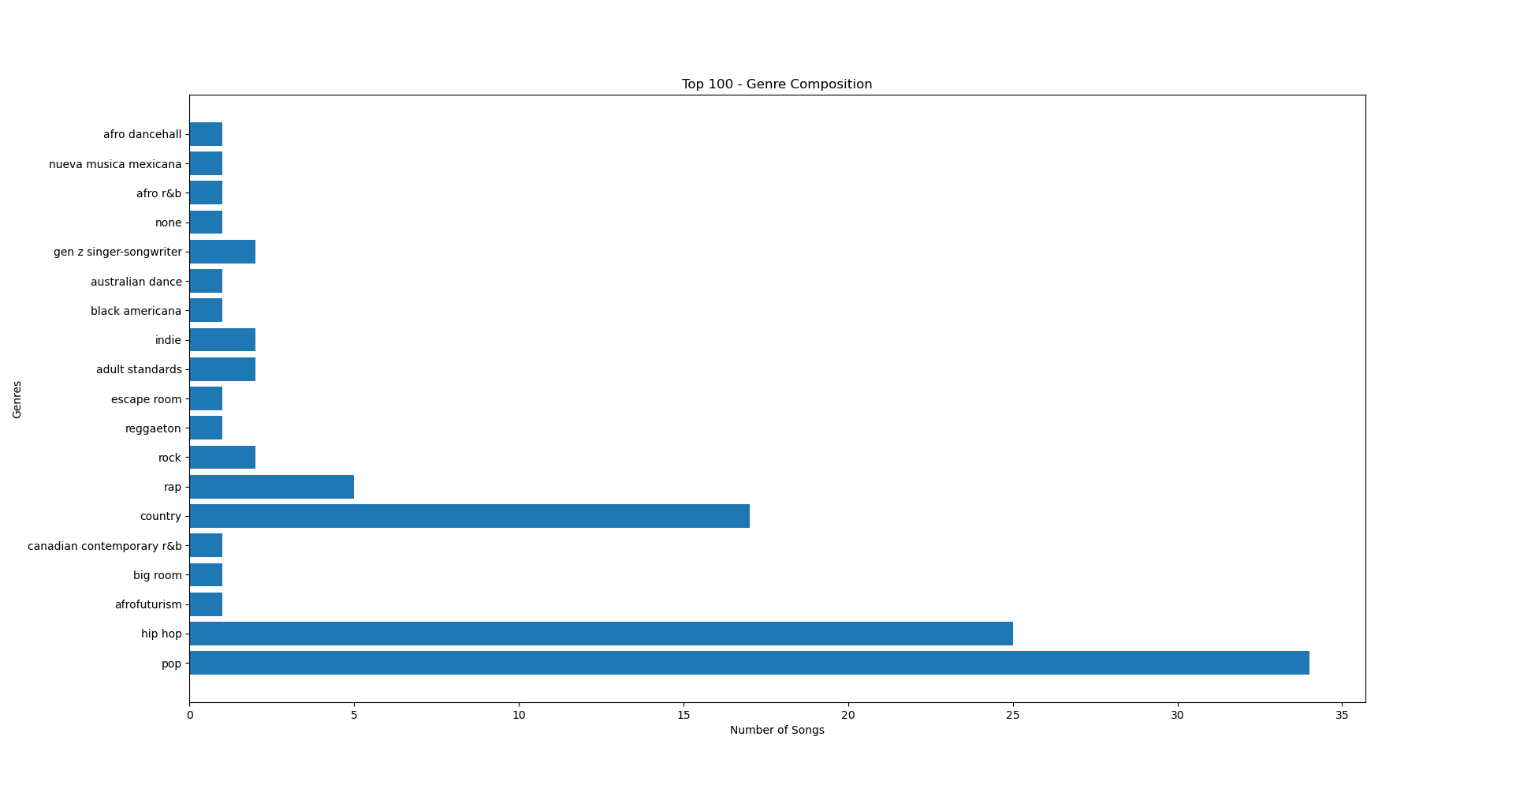 Top 100 - Genre Composition
afro dancehall
nueva musica mexicana
afro r&b
none
gen z singer-songwriter
australian dance
black americana
indie
adult standards
escape room
reggaeton
rock
rap
country
canadian contemporary r&b
big room
afrofuturism
hip hop
pop
Genres
0 5 10 15 20 25 30 35
Number of Songs